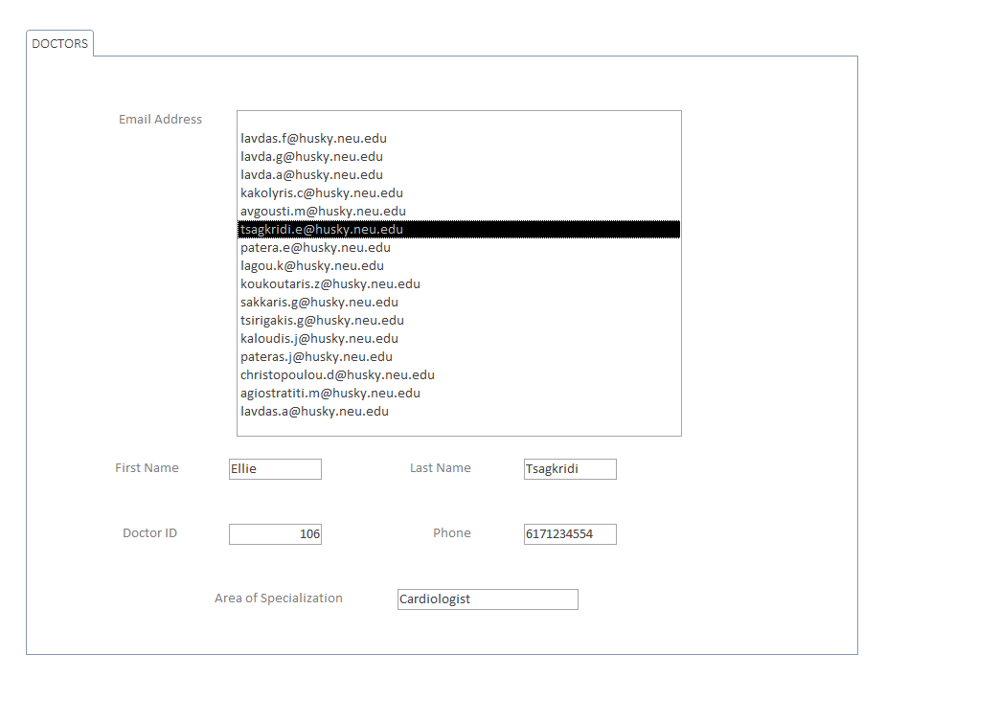 DOCTORS
Email Address
lavdas.f@husky.neu.edu
lavda.g@husky.neu.edu
lavda.a@husky.neu.edu
kakolyris.c@husky.neu.edu
avgousti.m@husky.neu.edu
tsagkridi.e@husky.neu.edu
patera.e@husky.neu.edu
lagou.k@husky.neu.edu
koukoutaris.z@husky.neu.edu
sakkaris.g@husky.neu.edu
tsirigakis.g@husky.neu.edu
kaloudis.j@husky.neu.edu
pateras.j@husky.neu.edu
christopoulou.d@husky.neu.edu
agiostratiti.m@husky.neu.edu
lavdas.a@husky.neu.edu
First Name Ellie Last Name Tsagkridi
Doctor ID 106 Phone 6171234554
Area of Specialization Cardiologist